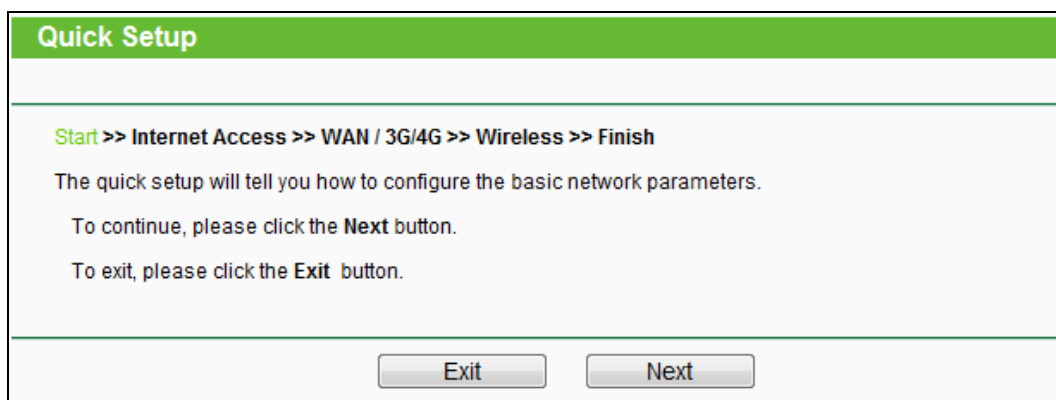 Quick Setup
Start >> Internet Access >> WAN / 3G/4G >> Wireless >> Finish
The quick setup will tell you how to configure the basic network parameters.
To continue, please click the Next button.
To exit, please click the Exit button.
Exit Next